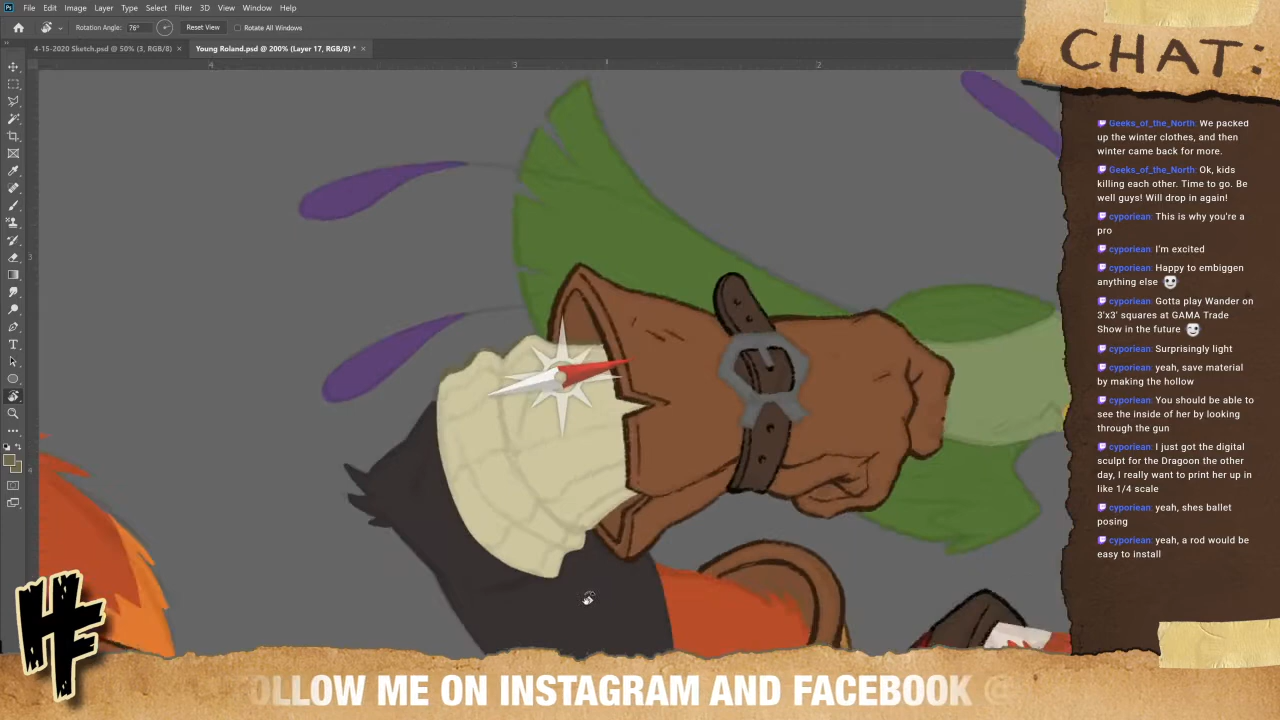 Ps File Edit Image Layer Type Select Filter 3D View Window Help
Rotation Angle: 76° Reset View Rotate All Windows
4-15-2020 Sketch.psd @ 50% (3, RGB/8) × Young Roland.psd @ 200% (Layer 17, RGB/8) * ×
4 3 2
3
4
CHAT:
Geeks_of_the_North: We packed
up the winter clothes, and then
winter came back for more.
Geeks_of_the_North: Ok, kids
killing each other. Time to go. Be
well guys! Will drop in again!
cyporiean: This is why you're a
pro
cyporiean: I'm excited
cyporiean: Happy to embiggen
anything else
cyporiean: Gotta play Wander on
3'x3' squares at GAMA Trade
Show in the future
cyporiean: Surprisingly light
cyporiean: yeah, save material
by making the hollow
cyporiean: You should be able to
see the inside of her by looking
through the gun
cyporiean: I just got the digital
sculpt for the Dragoon the other
day, I really want to print her up in
like 1/4 scale
cyporiean: yeah, shes ballet
posing
cyporiean: yeah, a rod would be
easy to install
HF
OLLOW ME ON INSTAGRAM AND FACEBOOK @